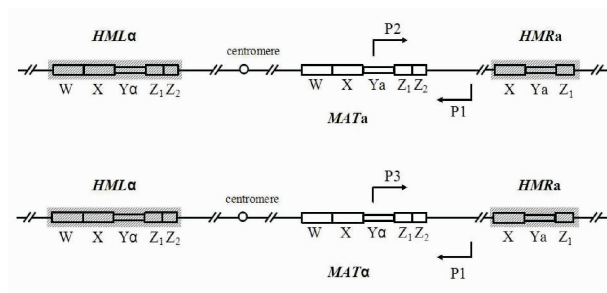 HMLα HMRa
centromere P2
W X Yα Z₁ Z₂ W X Ya Z₁ Z₂ X Ya Z₁
P1
MATa
HMLα HMRa
centromere P3
W X Yα Z₁ Z₂ W X Yα Z₁ Z₂ X Ya Z₁
P1
MATα